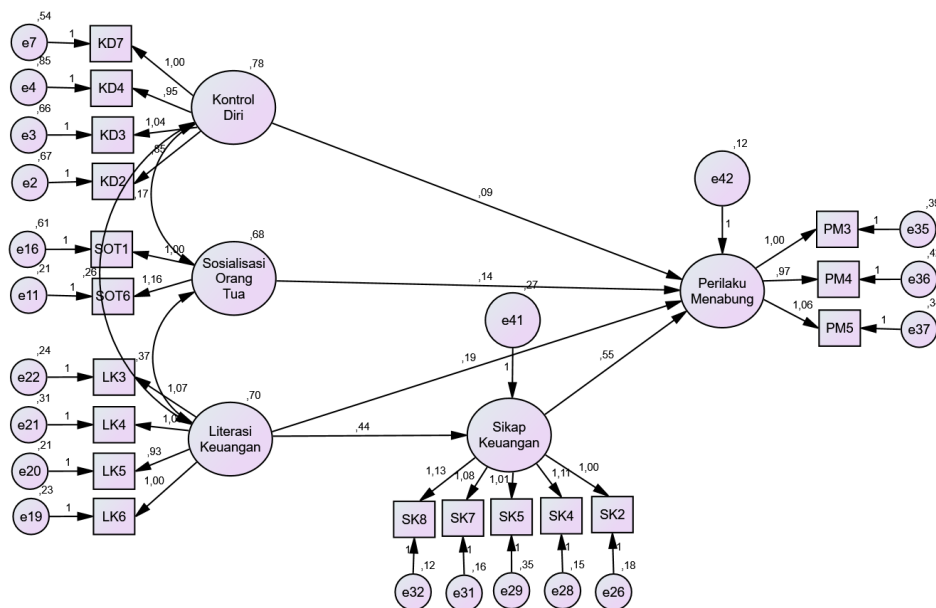 ,54
e7
1
KD7
1,00
,85
e4
1
KD4
,95
,78
Kontrol
Diri
,66
e3
1
KD3
1,04
,67
e2
1
KD2
,85
,17
,09
,12
e42
1
,61
e16
1
SOT1
1,00
,68
Sosialisasi
Orang
Tua
,21
e11
1
SOT6
1,16
,26
,14
Perilaku
Menabung
1,00
PM3
1
e35
,97
PM4
1
e36
1,06
PM5
1
e37
,27
e41
1
,37
,19
,55
,24
e22
1
LK3
1,07
,31
e21
1
LK4
,70
Literasi
Keuangan
,21
e20
1
LK5
,93
,23
e19
1
LK6
1,00
,44
Sikap
Keuangan
1,13
1,08
1,01
1,11
1,00
SK8
SK7
SK5
SK4
SK2
1
1
1
1
1
,12
,16
,35
,15
,18
e32
e31
e29
e28
e26